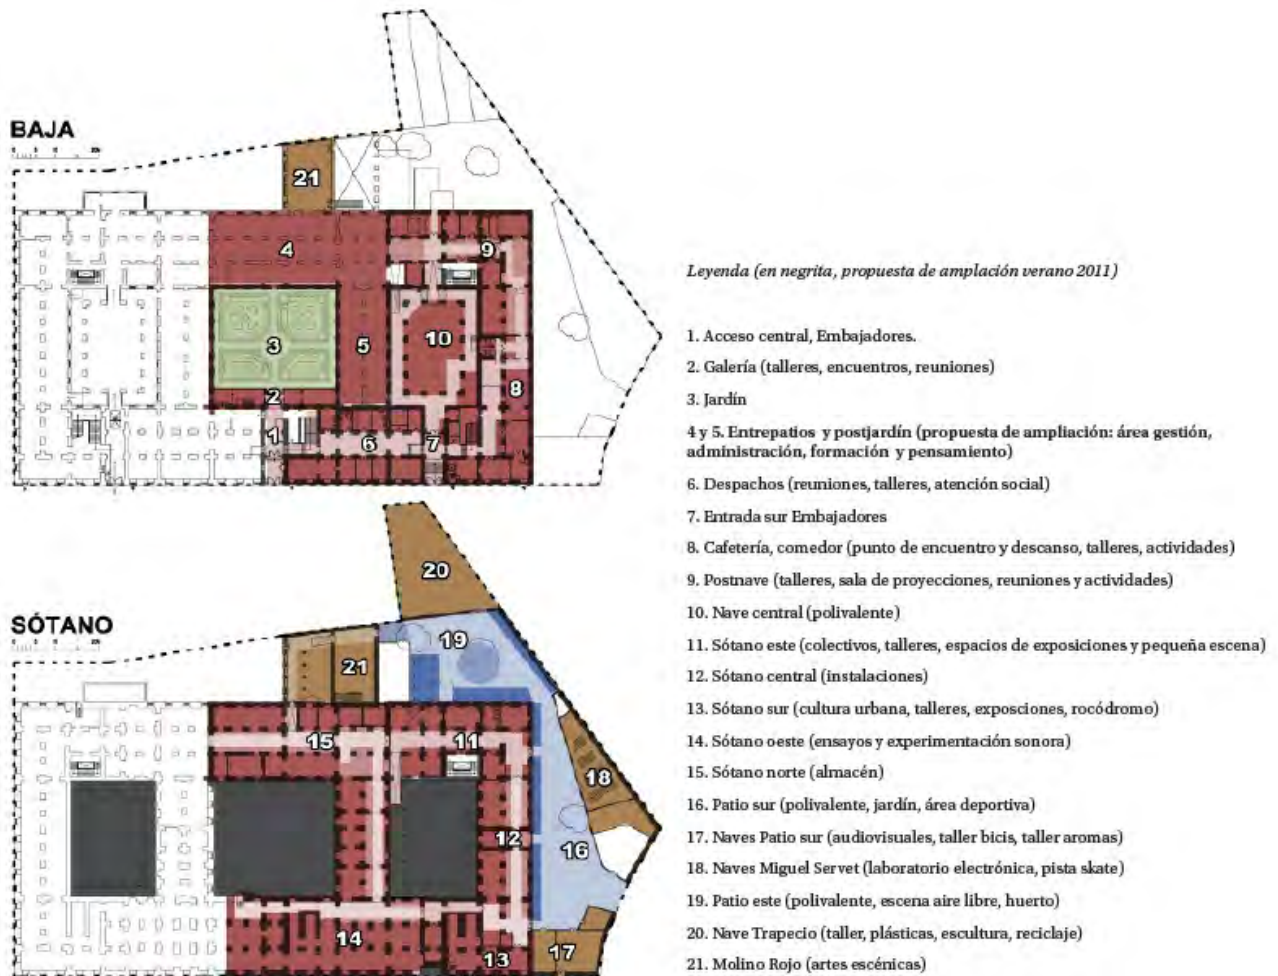 BAJA
21
4
9
3
10
5
8
2
1
6
7
Leyenda (en negrita, propuesta de ampliación verano 2011)
1. Acceso central, Embajadores.
2. Galería (talleres, encuentros, reuniones)
3. Jardín
4 y 5. Entrepatios y postjardín (propuesta de ampliación: área gestión,
administración, formación y pensamiento)
6. Despachos (reuniones, talleres, atención social)
7. Entrada sur Embajadores
8. Cafetería, comedor (punto de encuentro y descanso, talleres, actividades)
9. Postnave (talleres, sala de proyecciones, reuniones y actividades)
10. Nave central (polivalente)
11. Sótano este (colectivos, talleres, espacios de exposiciones y pequeña escena)
12. Sótano central (instalaciones)
13. Sótano sur (cultura urbana, talleres, exposciones, rocódromo)
14. Sótano oeste (ensayos y experimentación sonora)
15. Sótano norte (almacén)
16. Patio sur (polivalente, jardín, área deportiva)
17. Naves Patio sur (audiovisuales, taller bicis, taller aromas)
18. Naves Miguel Servet (laboratorio electrónica, pista skate)
19. Patio este (polivalente, escena aire libre, huerto)
20. Nave Trapecio (taller, plásticas, escultura, reciclaje)
21. Molino Rojo (artes escénicas)
SÓTANO
20
19
21
15
11
18
12
16
14
13
17